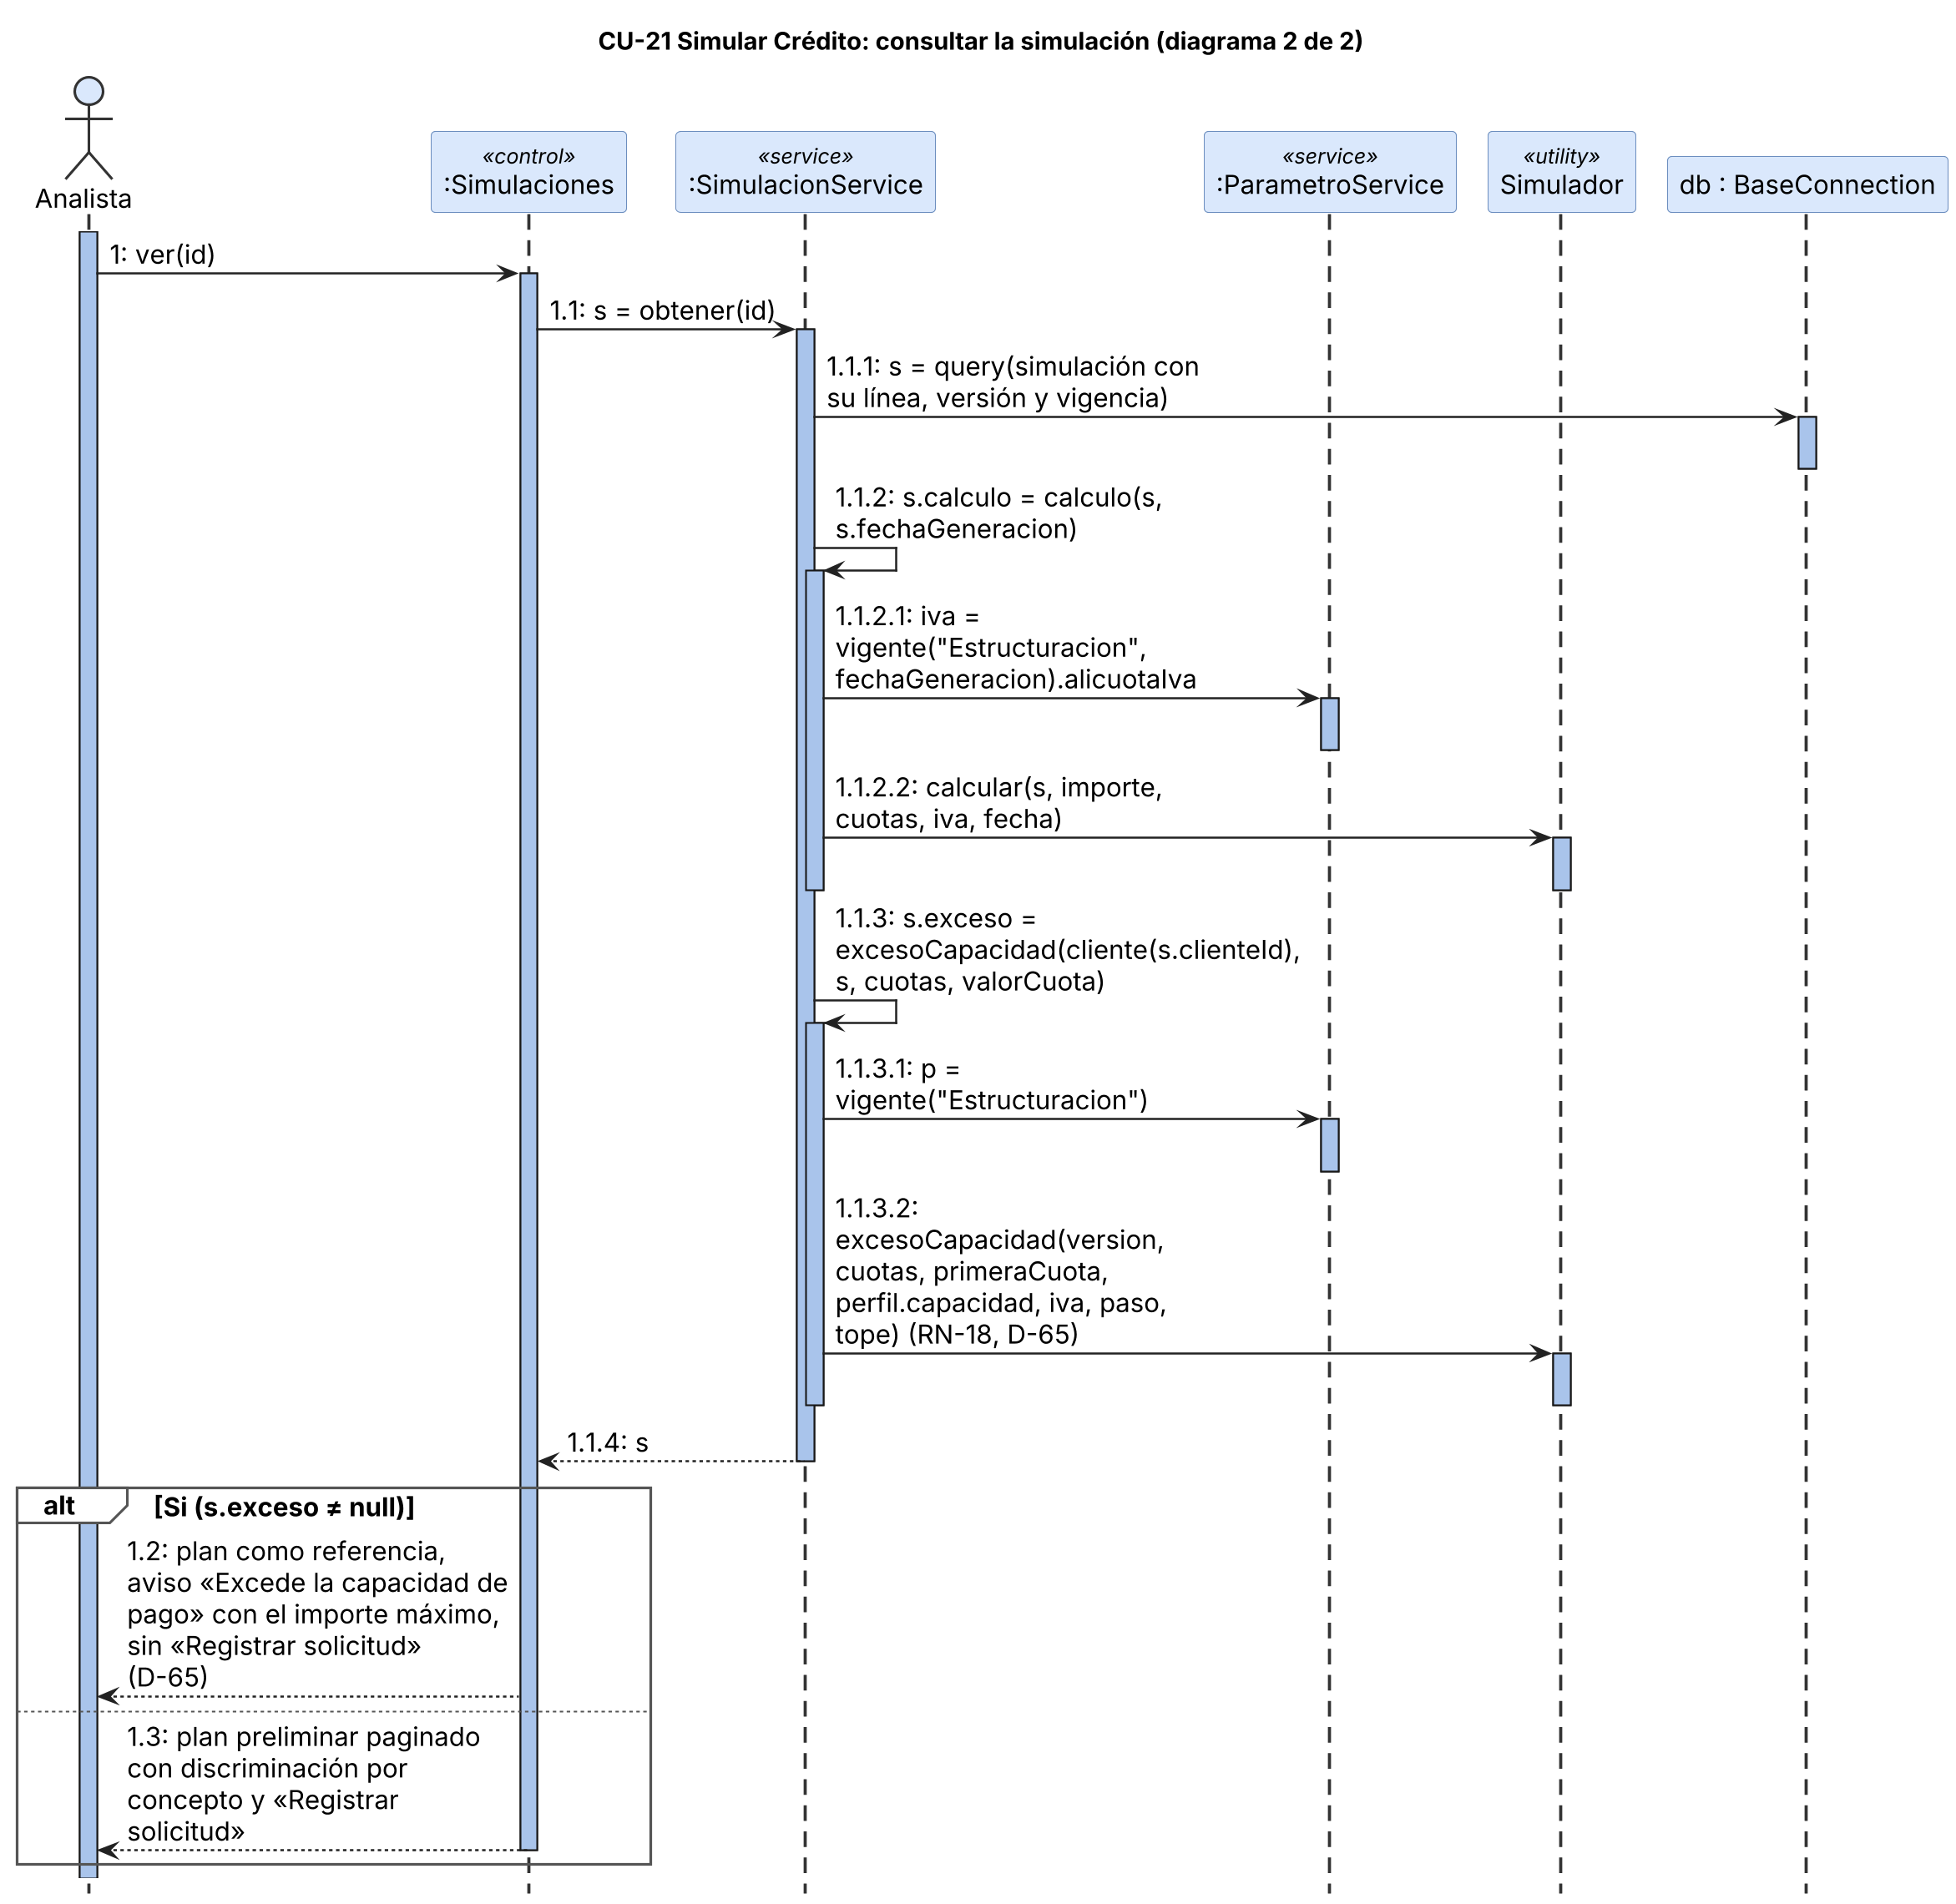 CU-21 Simular Crédito: consultar la simulación (diagrama 2 de 2)
Analista
«control»
:Simulaciones
«service»
:SimulacionService
«service»
:ParametroService
«utility»
Simulador
db : BaseConnection
1: ver(id)
1.1: s = obtener(id)
1.1.1: s = query(simulación con
su línea, versión y vigencia)
1.1.2: s.calculo = calculo(s,
s.fechaGeneracion)
1.1.2.1: iva =
vigente("Estructuracion",
fechaGeneracion).alicuotaIva
1.1.2.2: calcular(s, importe,
cuotas, iva, fecha)
1.1.3: s.exceso =
excesoCapacidad(cliente(s.clienteId),
s, cuotas, valorCuota)
1.1.3.1: p =
vigente("Estructuracion")
1.1.3.2:
excesoCapacidad(version,
cuotas, primeraCuota,
perfil.capacidad, iva, paso,
tope) (RN-18, D-65)
1.1.4: s
alt [Si (s.exceso ≠ null)]
1.2: plan como referencia,
aviso «Excede la capacidad de
pago» con el importe máximo,
sin «Registrar solicitud»
(D-65)
1.3: plan preliminar paginado
con discriminación por
concepto y «Registrar
solicitud»